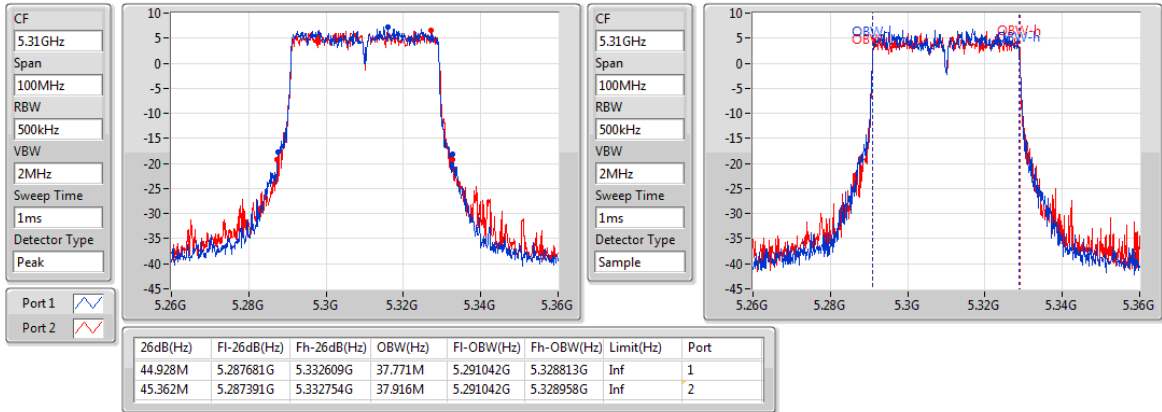 CF
5.31GHz
Span
100MHz
RBW
500kHz
VBW
2MHz
Sweep Time
1ms
Detector Type
Peak
Port 1
Port 2
10
5
0
-5
-10
-15
-20
-25
-30
-35
-40
-45
5.26G
5.28G
5.3G
5.32G
5.34G
5.36G
CF
5.31GHz
Span
100MHz
RBW
500kHz
VBW
2MHz
Sweep Time
1ms
Detector Type
Sample
10
5
0
-5
-10
-15
-20
-25
-30
-35
-40
-45
OBW-h
OBW-h
5.26G
5.28G
5.3G
5.32G
5.34G
5.36G
26dB(Hz) Fl-26dB(Hz) Fh-26dB(Hz) OBW(Hz) Fl-OBW(Hz) Fh-OBW(Hz) Limit(Hz) Port
44.928M 5.287681G 5.332609G 37.771M 5.291042G 5.328813G Inf 1
45.362M 5.287391G 5.332754G 37.916M 5.291042G 5.328958G Inf 2